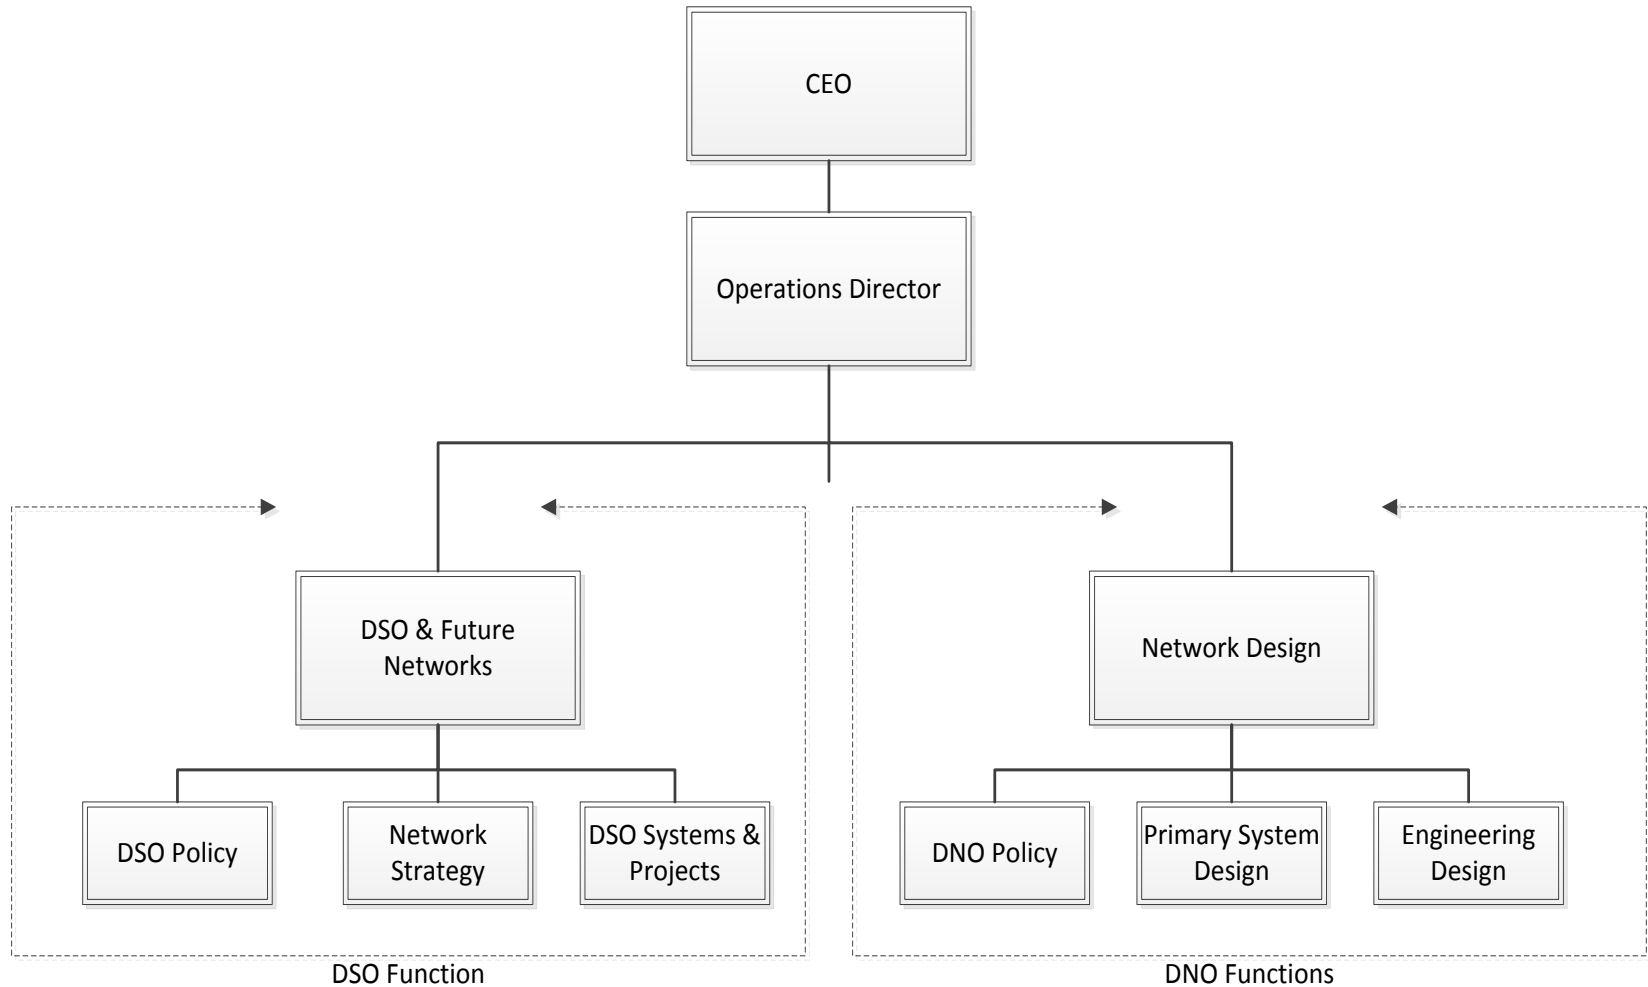 CEO
Operations Director
DSO & Future
Networks
Network Design
DSO Policy
Network
Strategy
DSO Systems &
Projects
DNO Policy
Primary System
Design
Engineering
Design
DSO Function
DNO Functions